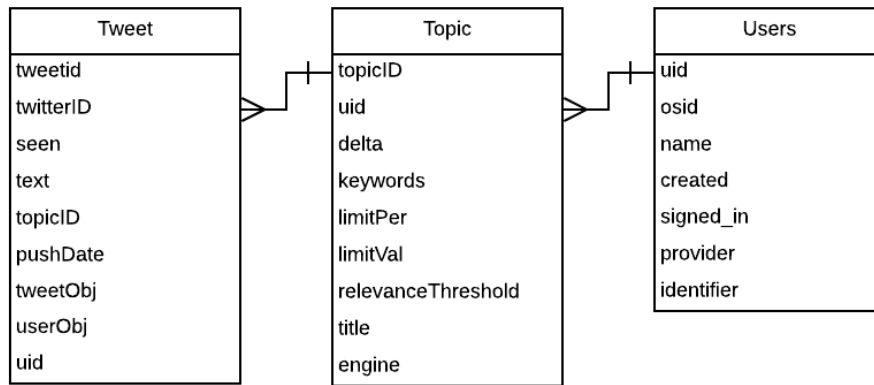 Tweet
tweetid
twitterID
seen
text
topicID
pushDate
tweetObj
userObj
uid
Topic
topicID
uid
delta
keywords
limitPer
limitVal
relevanceThreshold
title
engine
Users
uid
osid
name
created
signed_in
provider
identifier